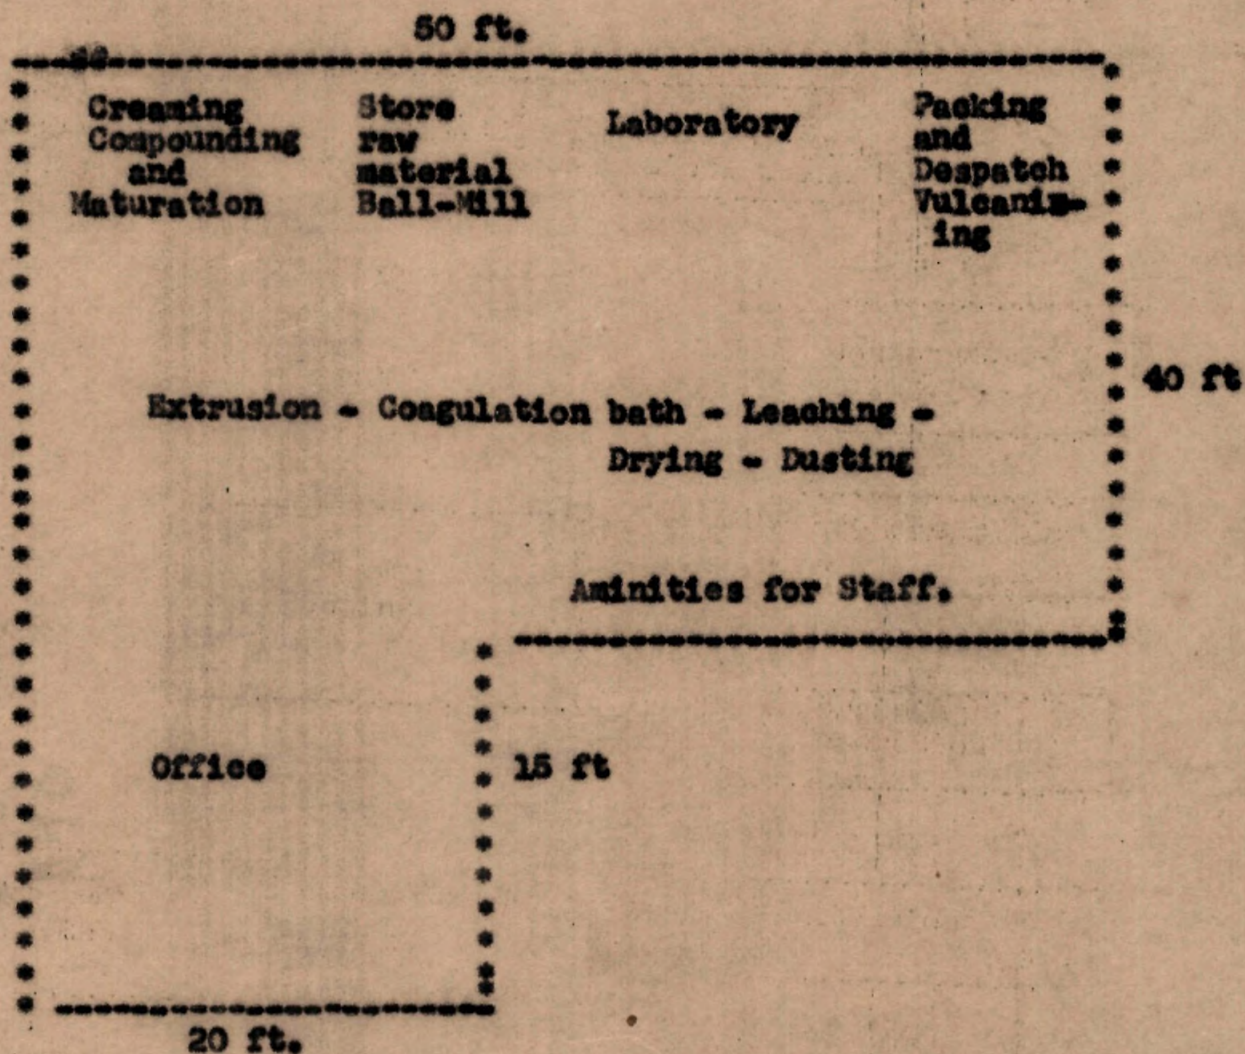 50 ft.
Creaming
Compounding
and
Maturation
Store
raw
material
Ball-Mill
Laboratory
Packing
and
Despatch
Vulcaniz-
ing
40 ft
Extrusion - Coagulation bath - Leaching -
Drying - Dusting
Aminities for Staff.
Office
15 ft
20 ft.